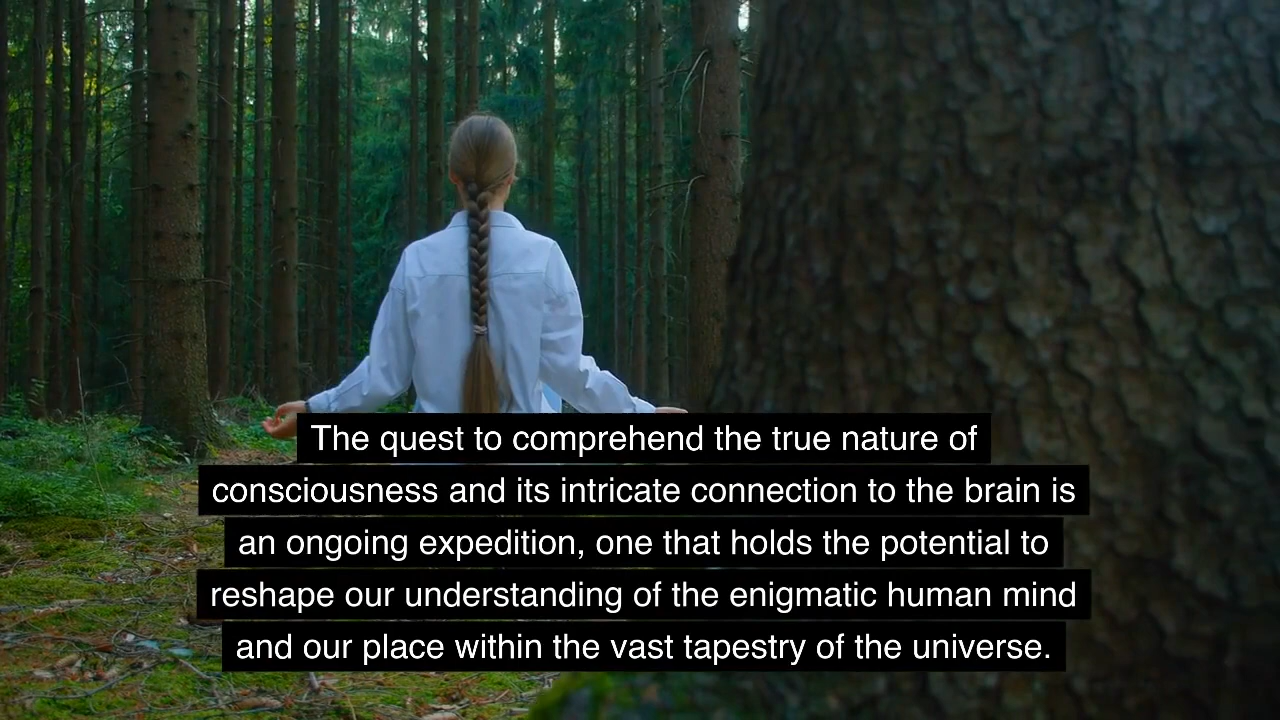 The quest to comprehend the true nature of
consciousness and its intricate connection to the brain is
an ongoing expedition, one that holds the potential to
reshape our understanding of the enigmatic human mind
and our place within the vast tapestry of the universe.